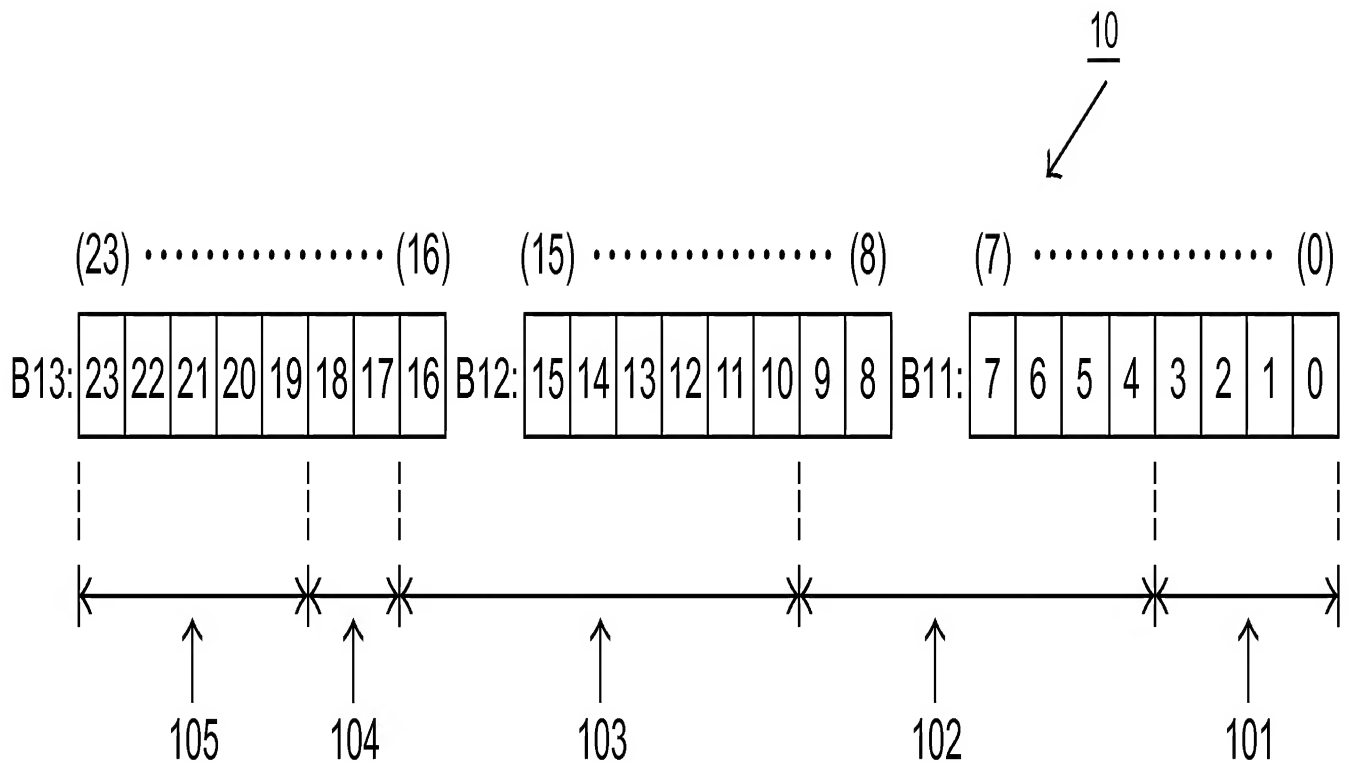 10
(23) ............... (16) (15) ............... (8) (7) ............... (0)
B13: 23 22 21 20 19 18 17 16 B12: 15 14 13 12 11 10 9 8 B11: 7 6 5 4 3 2 1 0
105 104 103 102 101